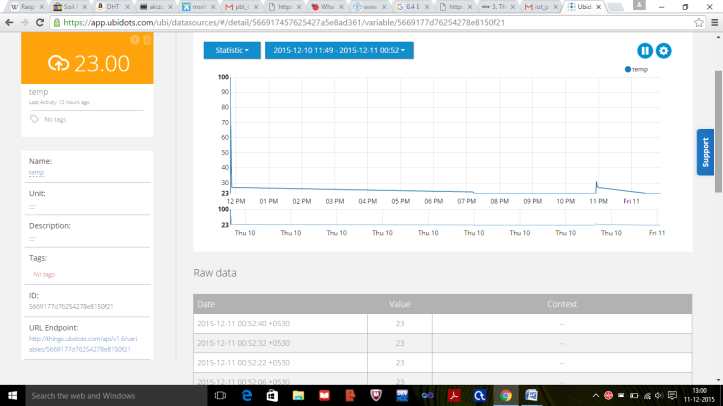 Rasp
Soil
DHT
akizu
msrit
pbl_s
http:
Whe
6.4 E
http:
3. Th
iot_p
Ubid
https://app.ubidots.com/ubi/datasources/#/detail/566917457625427a5e8ad361/variable/5669177d76254278e8150f21
23.00
temp
Last Activity: 12 hours ago
No tags
Name:
temp
Unit:
Description:
Tags:
No tags
ID:
5669177d76254278e8150f21
URL Endpoint:
http://things.ubidots.com/api/v1.6/vari
ables/5669177d76254278e8150f21
Statistic
2015-12-10 11:49 - 2015-12-11 00:52
temp
100
90
80
70
60
50
40
30
23
12 PM 01 PM 02 PM 03 PM 04 PM 05 PM 06 PM 07 PM 08 PM 09 PM 10 PM 11 PM Fri 11
100
23
Thu 10 Thu 10 Thu 10 Thu 10 Thu 10 Thu 10 Thu 10 Thu 10 Thu 10 Fri 11
Support
Raw data
Date Value Context
2015-12-11 00:52:40 +0530 23 --
2015-12-11 00:52:32 +0530 23 --
2015-12-11 00:52:22 +0530 23 --
2015-12-11 00:52:06 +0530 23 --
Search the web and Windows
13:00
11-12-2015